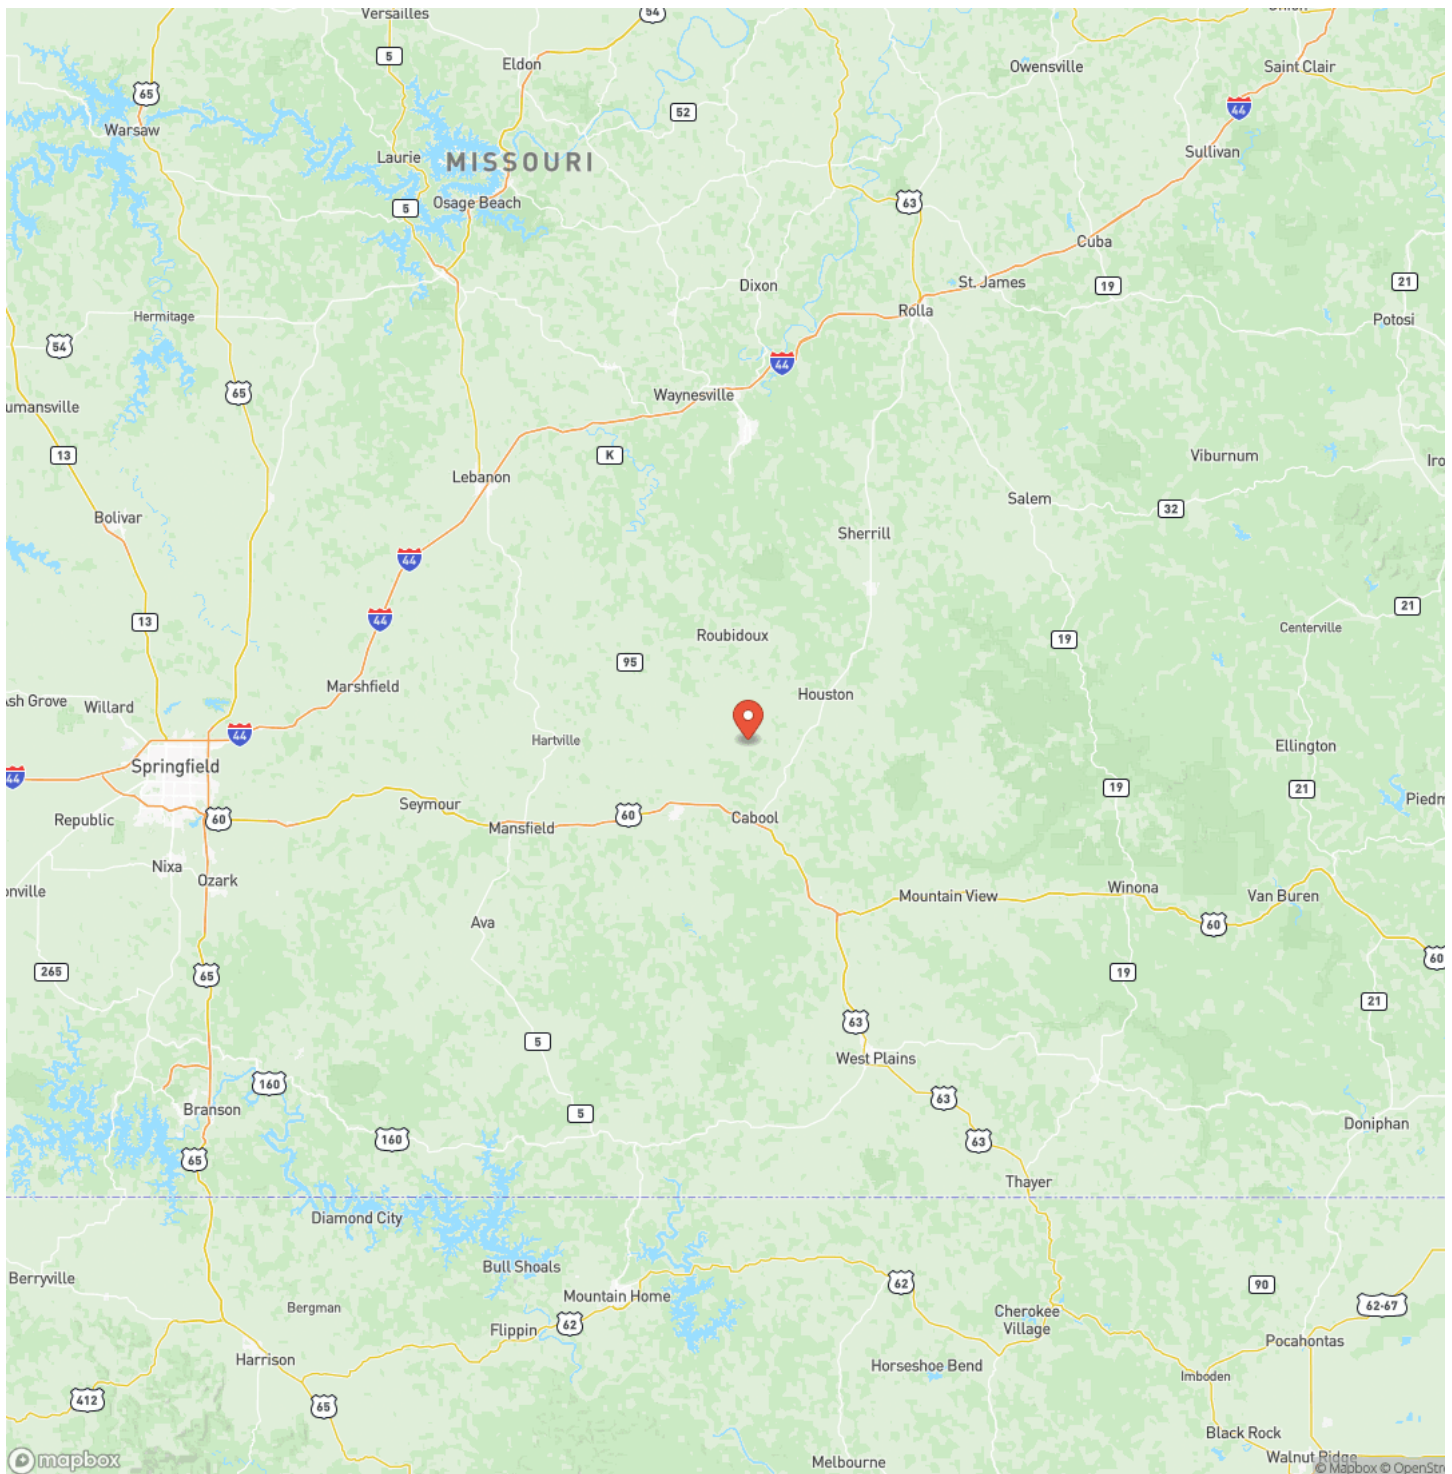 Versailles
54
Union
5
Eldon
Owensville
Saint Clair
65
52
44
Warsaw
Laurie
MISSOURI
Sullivan
5
Osage Beach
63
Cuba
Dixon
St. James
19
21
Hermitage
Rolla
Potosi
54
44
65
Waynesville
umansville
13
K
Viburnum
Iro
Lebanon
Salem
32
Bolivar
Sherrill
44
44
13
21
Roubidoux
Centerville
19
95
Marshfield
Houston
Ash Grove
Willard
44
Hartville
Ellington
Springfield
44
19
21
Seymour
Piedm
Republic
60
60
Cabool
Mansfield
Nixa
Ozark
onville
Mountain View
Winona
Van Buren
Ava
60
60
265
65
19
21
63
5
West Plains
160
63
Branson
5
Doniphan
160
63
65
Thayer
Diamond City
Bull Shoals
Berryville
62
90
Mountain Home
62-67
Bergman
Cherokee
Village
62
Flippin
Pocahontas
Harrison
Horseshoe Bend
Imboden
412
65
Black Rock
mapbox
Melbourne
Walnut Ridge
© Mapbox © OpenStre